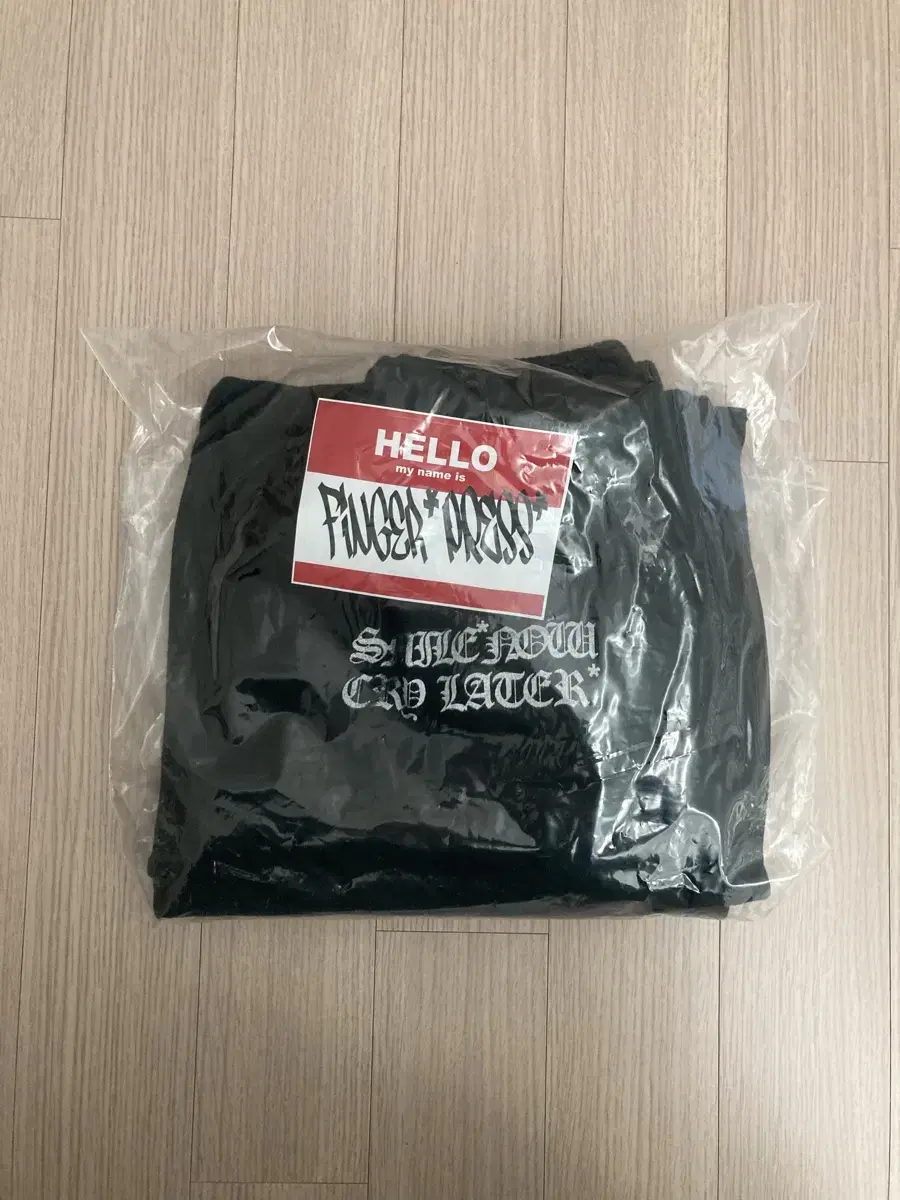 HELLO
my name is
FINGER* PRESS*
SMILE*NOW
CRY LATER*